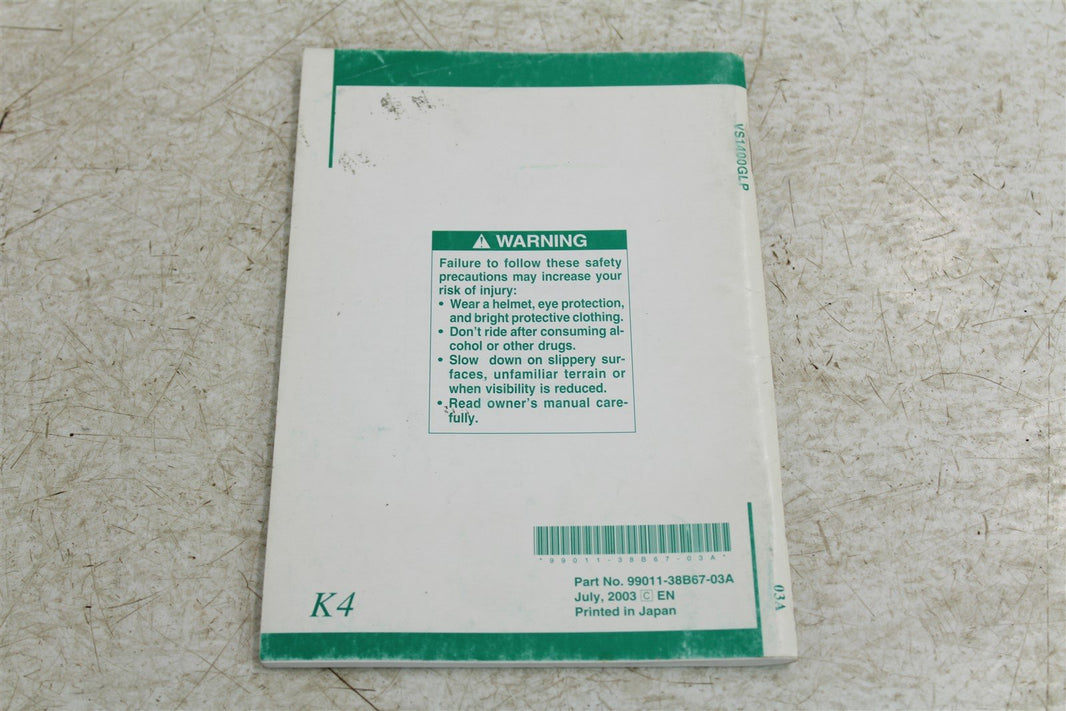 VS1400GLP
WARNING
Failure to follow these safety
precautions may increase your
risk of injury:
• Wear a helmet, eye protection,
and bright protective clothing.
• Don't ride after consuming al-
cohol or other drugs.
• Slow down on slippery sur-
faces, unfamiliar terrain or
when visibility is reduced.
• Read owner's manual care-
fully.
*99011-38B67-03A*
Part No. 99011-38B67-03A
July, 2003 C EN
Printed in Japan
K4
03A